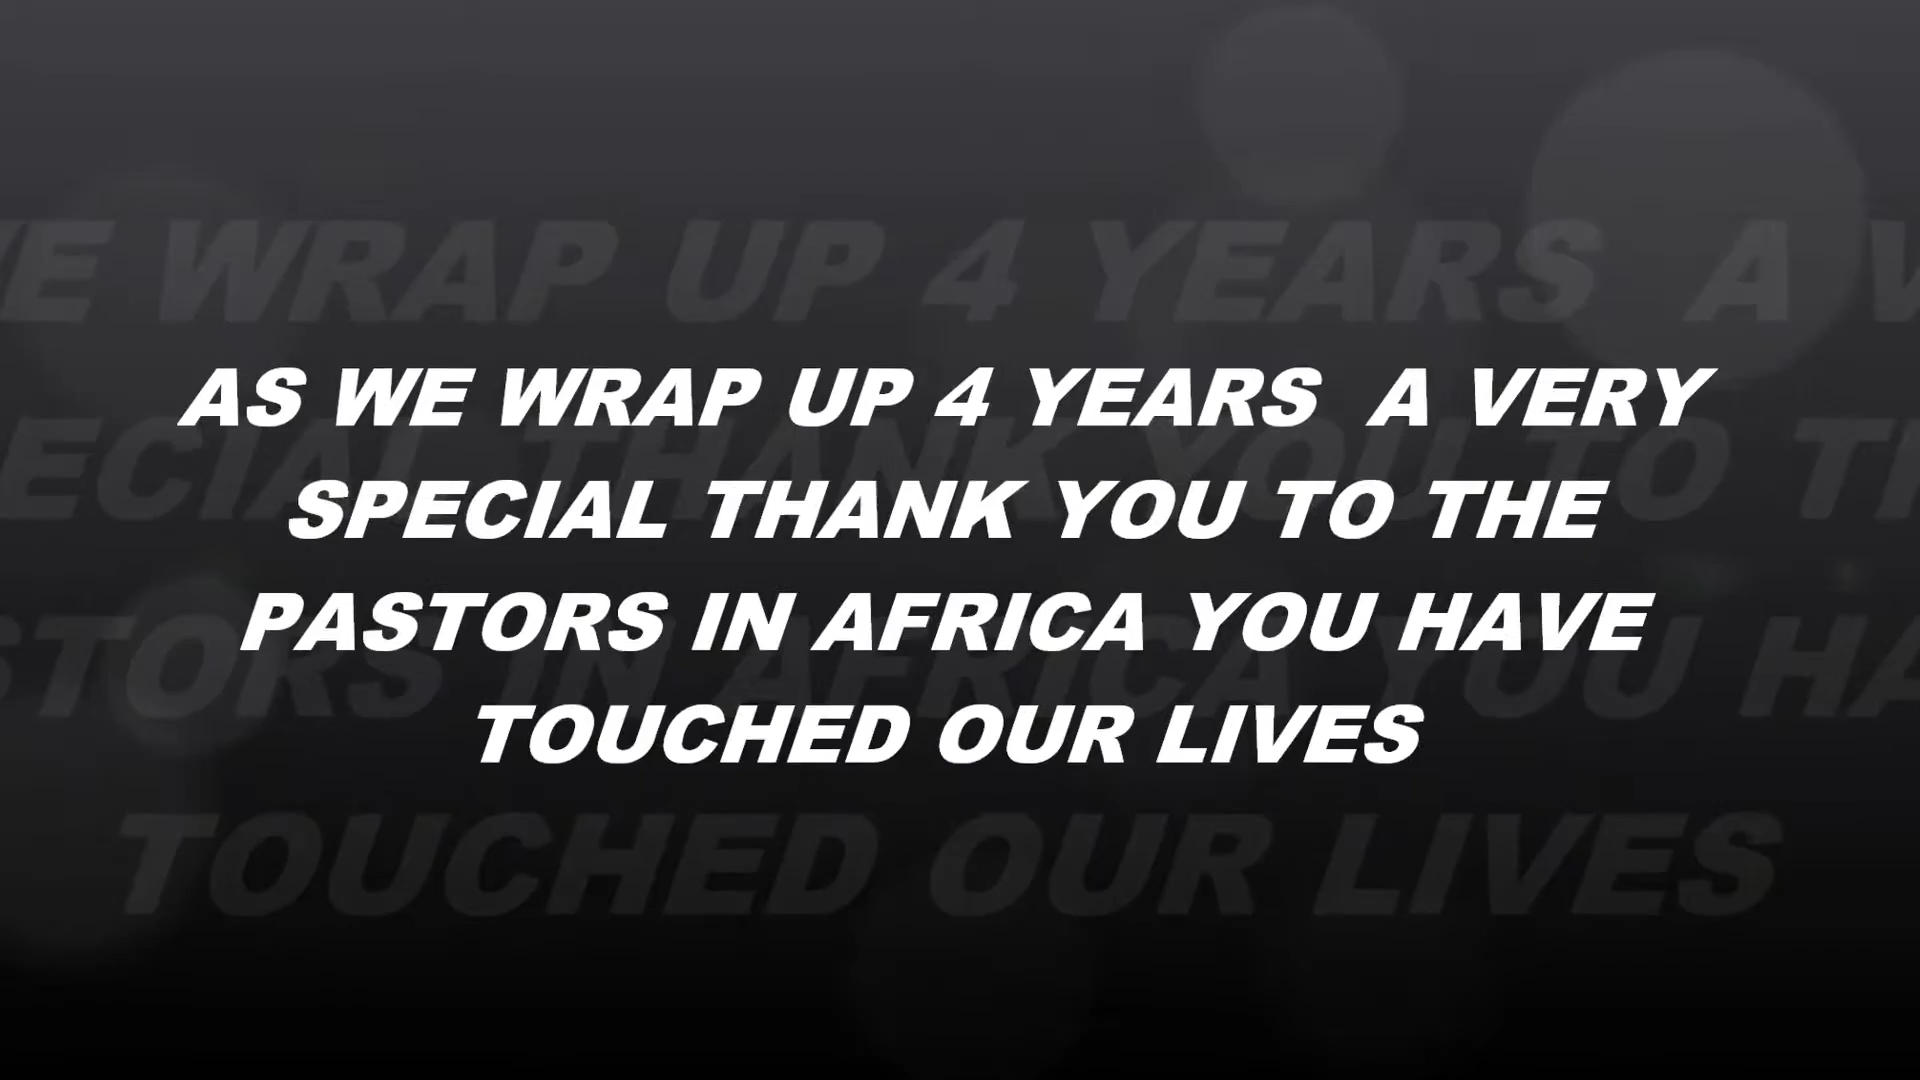 AS WE WRAP UP 4 YEARS  A VERY
SPECIAL THANK YOU TO THE
PASTORS IN AFRICA YOU HAVE
TOUCHED OUR LIVES